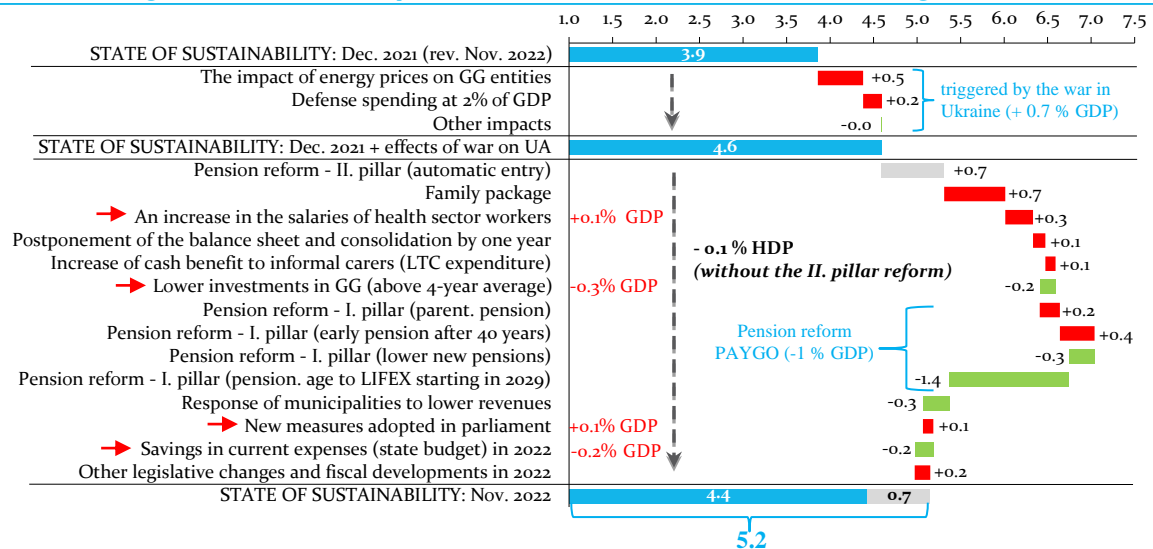 1.0 1.5 2.0 2.5 3.0 3.5 4.0 4.5 5.0 5.5 6.0 6.5 7.0 7.5
STATE OF SUSTAINABILITY: Dec. 2021 (rev. Nov. 2022) 3.9
The impact of energy prices on GG entities +0.5
Defense spending at 2% of GDP +0.2
Other impacts -0.0
triggered by the war in
Ukraine (+ 0.7 % GDP)
STATE OF SUSTAINABILITY: Dec. 2021 + effects of war on UA 4.6
Pension reform - II. pillar (automatic entry) +0.7
Family package +0.7
An increase in the salaries of health sector workers +0.1% GDP +0.3
Postponement of the balance sheet and consolidation by one year +0.1
- 0.1 % HDP
(without the II. pillar reform)
Increase of cash benefit to informal carers (LTC expenditure) +0.1
Lower investments in GG (above 4-year average) -0.3% GDP -0.2
Pension reform - I. pillar (parent. pension) +0.2
Pension reform - I. pillar (early pension after 40 years) +0.4
Pension reform
PAYGO (-1 % GDP)
Pension reform - I. pillar (lower new pensions) -0.3
Pension reform - I. pillar (pension. age to LIFEX starting in 2029) -1.4
Response of municipalities to lower revenues -0.3
New measures adopted in parliament +0.1% GDP +0.1
Savings in current expenses (state budget) in 2022 -0.2% GDP -0.2
Other legislative changes and fiscal developments in 2022 +0.2
STATE OF SUSTAINABILITY: Nov. 2022 4.4 0.7
5.2